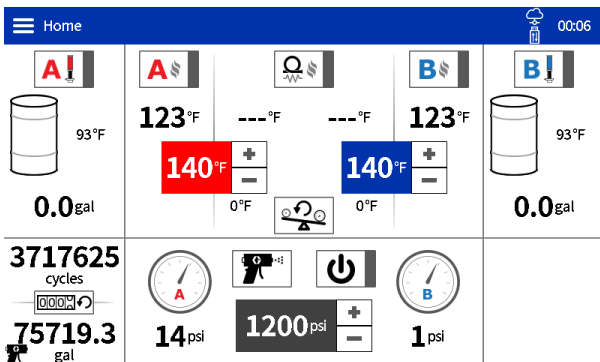 Home
00:06
A
A
B
B
93°F
123°F
---°F
---°F
123°F
93°F
140°F
+
−
140°F
+
−
0.0gal
0°F
0°F
0.0gal
3717625
cycles
75719.3
gal
A
B
14psi
1200psi
+
−
1psi